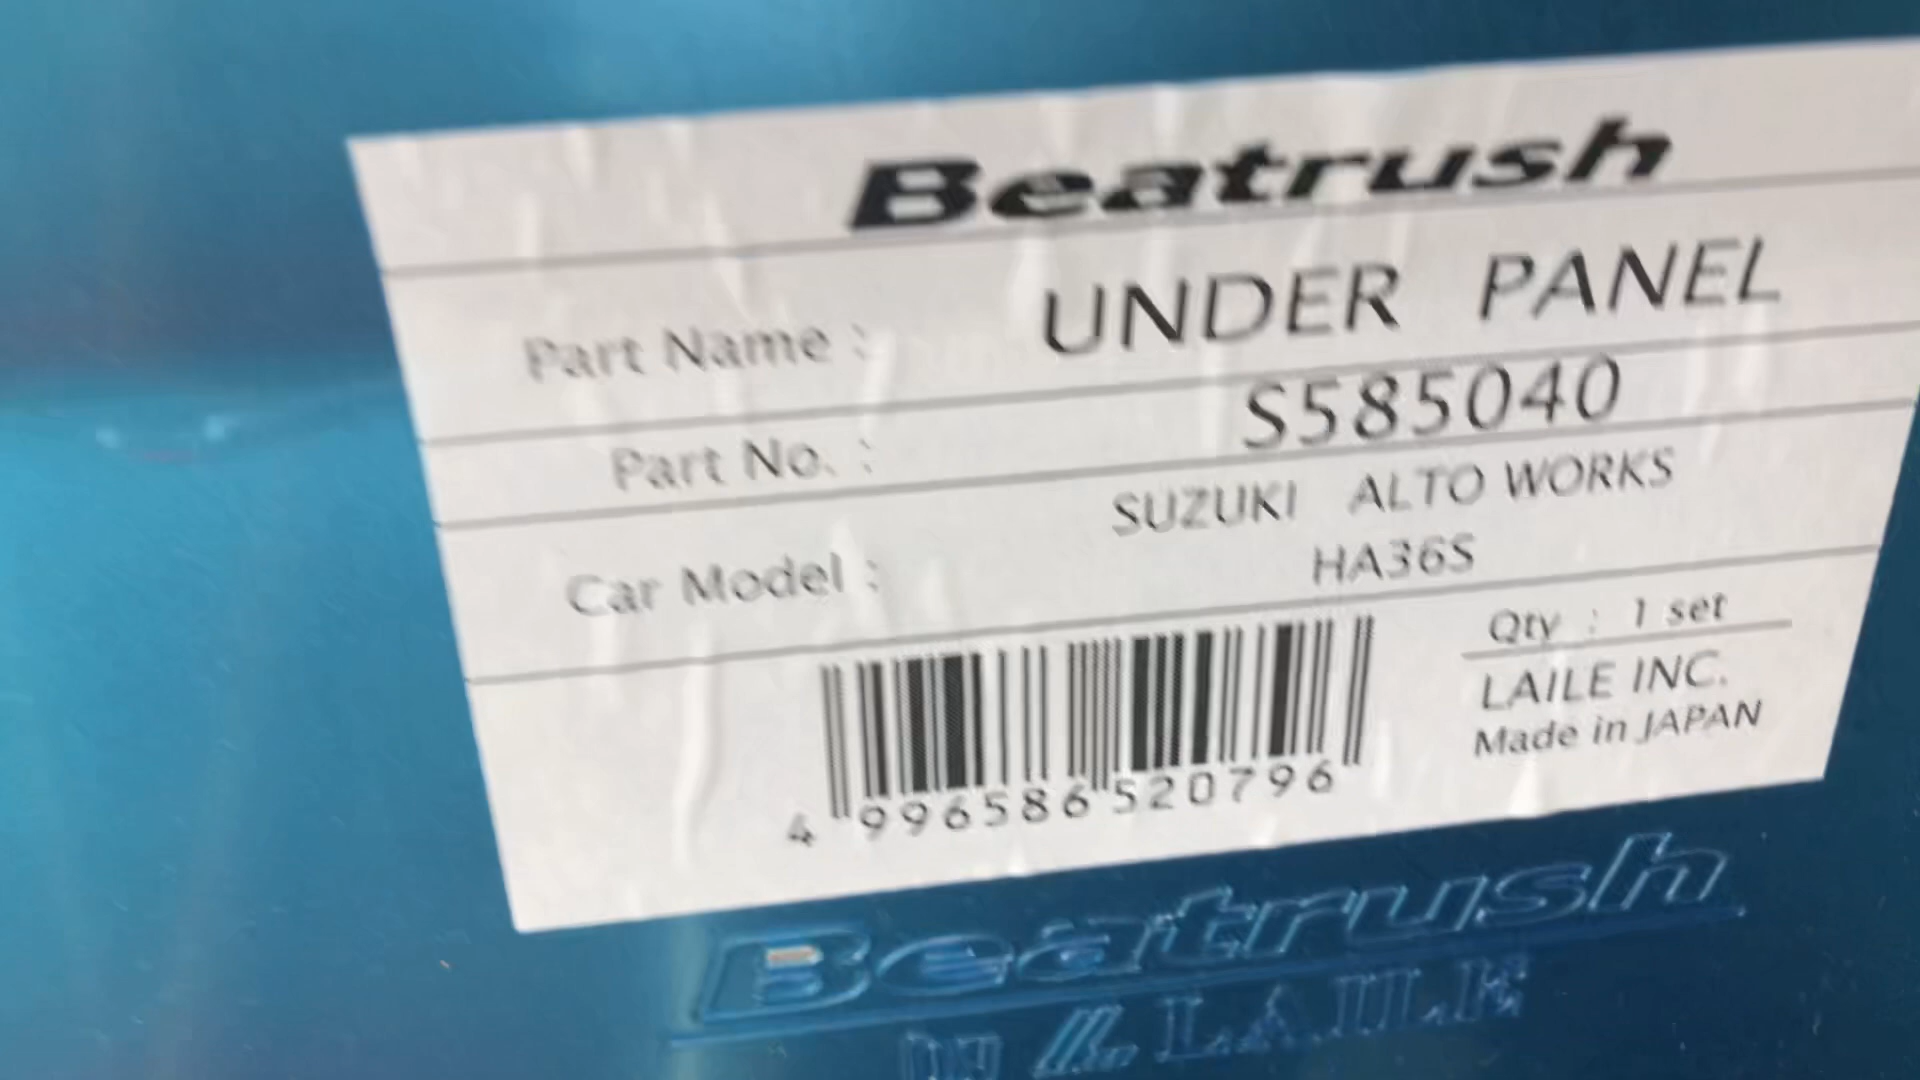 Beatrush
Part Name : UNDER PANEL
Part No. : S585040
Car Model : SUZUKI ALTO WORKS
HA36S
Qty : 1 set
LAILE INC.
Made in JAPAN
4 996586 520796
Beatrush
LAILE